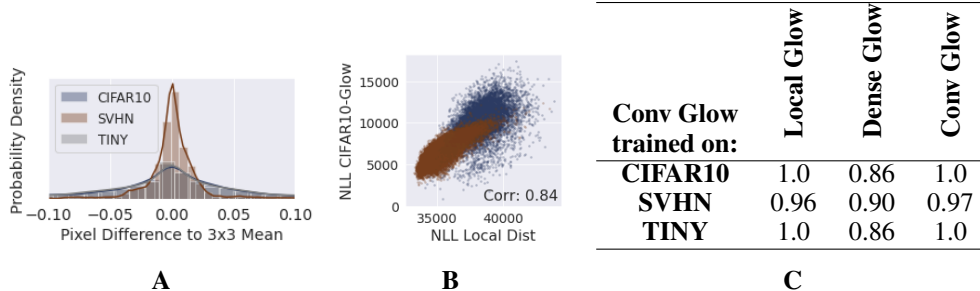 Probability Density
CIFAR10
SVHN
TINY
−0.10 −0.05 0.00 0.05 0.10
Pixel Difference to 3x3 Mean
A
NLL CIFAR10-Glow
15000
10000
5000
0
Corr: 0.84
35000 40000
NLL Local Dist
B
Conv Glow
trained on:
Local Glow
Dense Glow
Conv Glow
CIFAR10 1.0 0.86 1.0
SVHN 0.96 0.90 0.97
TINY 1.0 0.86 1.0
C